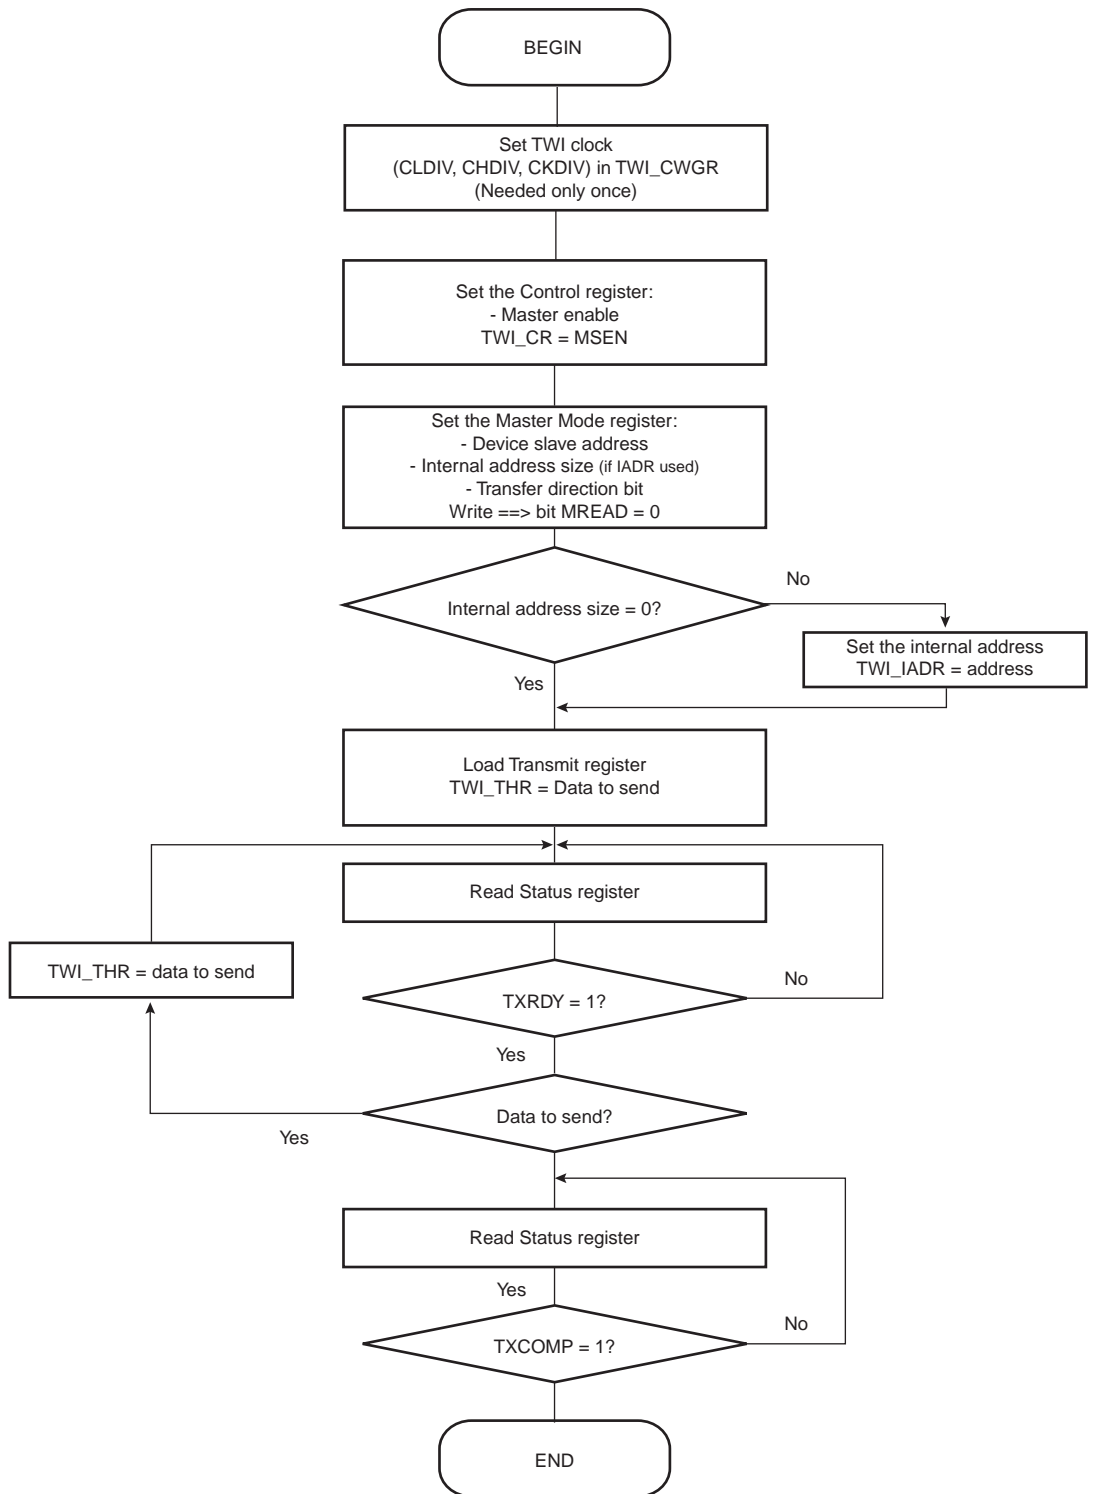 BEGIN
Set TWI clock
(CLDIV, CHDIV, CKDIV) in TWI_CWGR
(Needed only once)
Set the Control register:
- Master enable
TWI_CR = MSEN
Set the Master Mode register:
- Device slave address
- Internal address size (if IADR used)
- Transfer direction bit
Write ==> bit MREAD = 0
No
Internal address size = 0?
Set the internal address
TWI_IADR = address
Yes
Load Transmit register
TWI_THR = Data to send
Read Status register
TWI_THR = data to send
No
TXRDY = 1?
Yes
Data to send?
Yes
Read Status register
Yes
No
TXCOMP = 1?
END